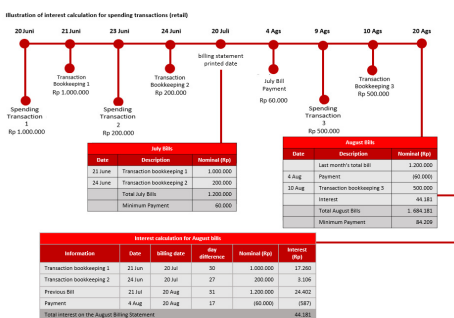 Illustration of interest calculation for spending transactions (retail)
20 Juni 21 Juni 23 Juni 24 Juni 20 Juli 4 Ags 9 Ags 10 Ags 20 Ags
billing statement
printed date
Transaction
Bookkeeping 1
Rp 1.000.000
Transaction
Bookkeeping 2
Rp 200.000
July Bill
Payment
Rp 60.000
Transaction
Bookkeeping 3
Rp 500.000
Spending
Transaction
1
Rp 1.000.000
Spending
Transaction
2
Rp 200.000
Spending
Transaction
3
Rp 500.000
July Bills
Date Description Nominal (Rp)
21 June Transaction bookkeeping 1 1.000.000
24 June Transaction bookkeeping 2 200.000
Total July Bills 1.200.000
Minimum Payment 60.000
August Bills
Date Description Nominal (Rp)
Last month's total bill 1.200.000
4 Aug Payment (60.000)
10 Aug Transaction bookkeeping 3 500.000
Interest 44.181
Total August Bills 1. 684.181
Minimum Payment 84.209
Interest calculation for August bills
Information Date billing date day difference Nominal (Rp) Interest (Rp)
Transaction bookkeeping 1 21 Jun 20 Jul 30 1.000.000 17.260
Transaction bookkeeping 2 24 Jun 20 Jul 27 200.000 3.106
Previous Bill 21 Jul 20 Aug 31 1.200.000 24.402
Payment 4 Aug 20 Aug 17 (60.000) (587)
Total interest on the August Billing Statement 44.181